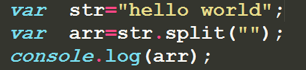 var  str="hello world";
var  arr=str.split("");
console.log(arr);